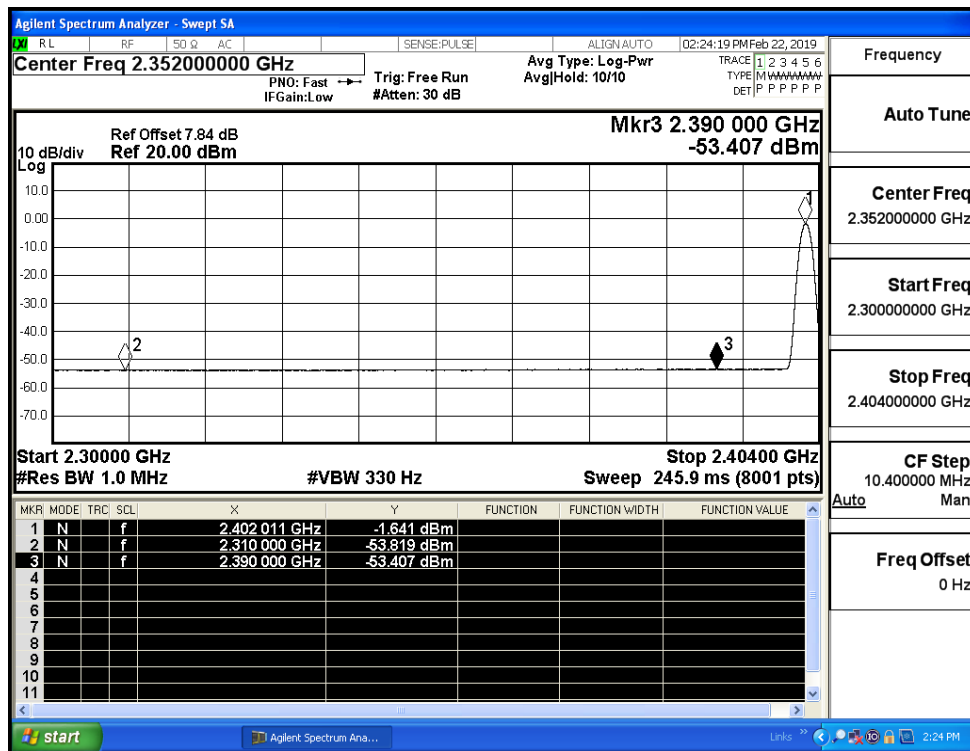 Agilent Spectrum Analyzer - Swept SA
LXI RL RF 50 Ω AC SENSE:PULSE ALIGN AUTO 02:24:19 PM Feb 22, 2019
Center Freq 2.352000000 GHz
PNO: Fast
IFGain:Low
Trig: Free Run
#Atten: 30 dB
Avg Type: Log-Pwr
Avg|Hold: 10/10
TRACE 1 2 3 4 5 6
TYPE M W W W W W
DET P P P P P P
Ref Offset 7.84 dB
10 dB/div Ref 20.00 dBm
Log
Mkr3 2.390 000 GHz
-53.407 dBm
10.0
0.00
-10.0
-20.0
-30.0
-40.0
-50.0
-60.0
-70.0
1
2
3
Start 2.30000 GHz Stop 2.40400 GHz
#Res BW 1.0 MHz #VBW 330 Hz Sweep 245.9 ms (8001 pts)
MKR MODE TRC SCL X Y FUNCTION FUNCTION WIDTH FUNCTION VALUE
1 N f 2.402 011 GHz -1.641 dBm
2 N f 2.310 000 GHz -53.819 dBm
3 N f 2.390 000 GHz -53.407 dBm
4
5
6
7
8
9
10
11
Frequency
Auto Tune
Center Freq
2.352000000 GHz
Start Freq
2.300000000 GHz
Stop Freq
2.404000000 GHz
CF Step
10.400000 MHz
Auto Man
Freq Offset
0 Hz
start Agilent Spectrum Ana... Links » 2:24 PM